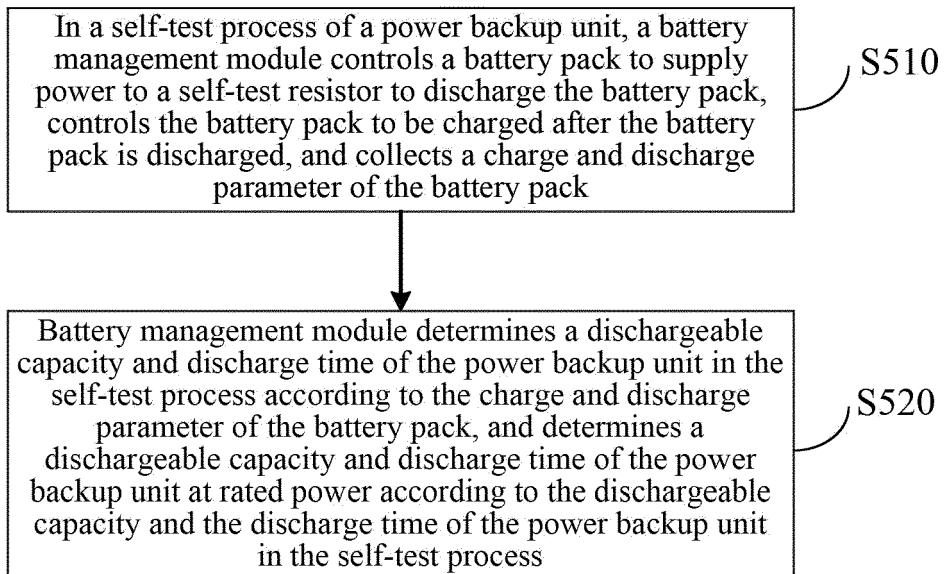 In a self-test process of a power backup unit, a battery
management module controls a battery pack to supply
power to a self-test resistor to discharge the battery pack,
controls the battery pack to be charged after the battery
pack is discharged, and collects a charge and discharge
parameter of the battery pack
S510
Battery management module determines a dischargeable
capacity and discharge time of the power backup unit in the
self-test process according to the charge and discharge
parameter of the battery pack, and determines a
dischargeable capacity and discharge time of the power
backup unit at rated power according to the dischargeable
capacity and the discharge time of the power backup unit
in the self-test process
S520